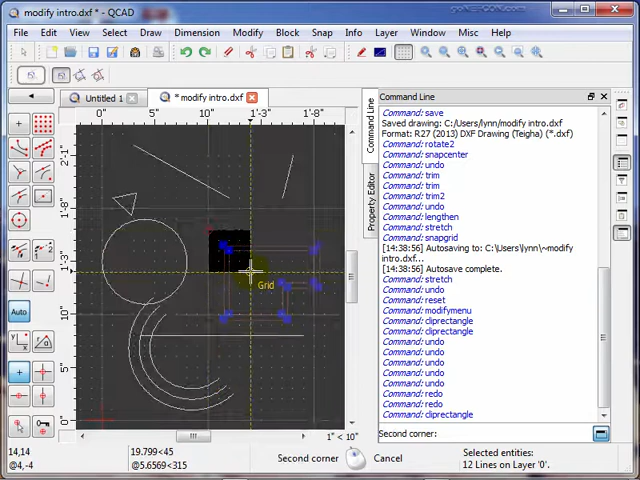 modify intro.dxf * - QCAD
File Edit View Select Draw Dimension Modify Block Snap Info Layer Window Misc Help
Untitled 1 * modify intro.dxf
0" 5" 10" 1'-3" 1'-8"
2'-1"
1'-8"
1'-3"
10"
5"
0"
Grid
Auto
1" < 10"
Command Line
Property Editor
Command Line
Command: save
Saved drawing: C:/Users/lynn/modify intro.dxf
Format: R27 (2013) DXF Drawing (Teigha) (*.dxf)
Command: rotate2
Command: snapcenter
Command: undo
Command: trim
Command: trim
Command: trim2
Command: undo
Command: lengthen
Command: stretch
Command: snapgrid
[14:38:56] Autosaving to: C:\Users\lynn\~modify
intro.dxf...
[14:38:56] Autosave complete.
Command: stretch
Command: undo
Command: reset
Command: modifymenu
Command: cliprectangle
Command: cliprectangle
Command: undo
Command: undo
Command: undo
Command: undo
Command: redo
Command: redo
Command: cliprectangle
Second corner:
14,14
@4,-4
19.799<45
@5.6569<315
Second corner
Cancel
Selected entities:
12 Lines on Layer '0'.